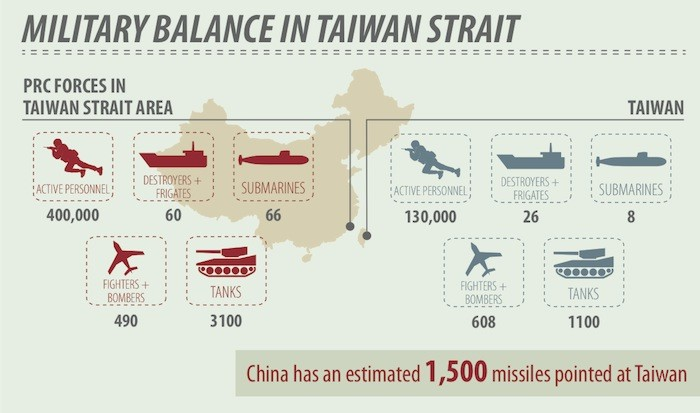 MILITARY BALANCE IN TAIWAN STRAIT
PRC FORCES IN
TAIWAN STRAIT AREA
ACTIVE PERSONNEL
400,000
DESTROYERS +
FRIGATES
60
SUBMARINES
66
FIGHTERS +
BOMBERS
490
TANKS
3100
TAIWAN
ACTIVE PERSONNEL
130,000
DESTROYERS +
FRIGATES
26
SUBMARINES
8
FIGHTERS +
BOMBERS
608
TANKS
1100
China has an estimated 1,500 missiles pointed at Taiwan